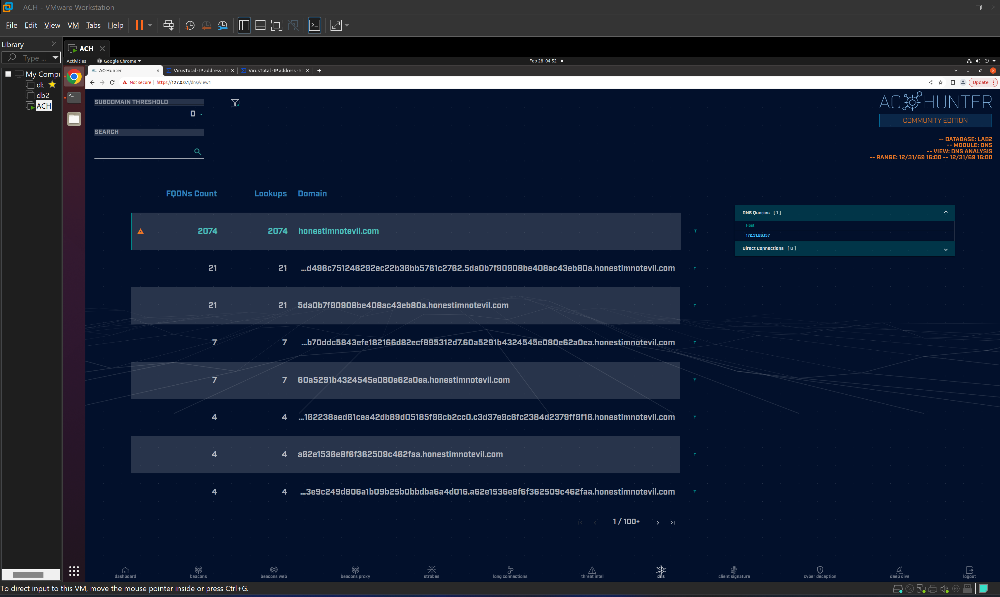 ACH - VMware Workstation
File Edit View VM Tabs Help
Library
Type ...
My Compu
db
db2
ACH
ACH
Activities
Google Chrome
Feb 28 04:52
AC-Hunter
VirusTotal - IP address - 1
VirusTotal - IP address - 52
Not secure
https://127.0.0.1/dns/view1
Update
SUBDOMAIN THRESHOLD
0
SEARCH
AC HUNTER
COMMUNITY EDITION
-- DATABASE: LAB2
-- MODULE: DNS
-- VIEW: DNS ANALYSIS
-- RANGE: 12/31/69 16:00 -- 12/31/69 16:00
FQDNs Count Lookups Domain
2074 2074 honestimnotevil.com
21 21 ...d496c751246292ec22b36bb5761c2762.5da0b7f90908be408ac43eb80a.honestimnotevil.com
21 21 5da0b7f90908be408ac43eb80a.honestimnotevil.com
7 7 ...b70ddc5843efe182166d82ecf895312d7.60a5291b4324545e080e62a0ea.honestimnotevil.com
7 7 60a5291b4324545e080e62a0ea.honestimnotevil.com
4 4 ...162238aed61cea42db89d05185f96cb2cc0.c3d37e9c6fc2384d2379ff9f16.honestimnotevil.com
4 4 a62e1536e8f6f362509c462faa.honestimnotevil.com
4 4 ...3e9c249d806a1b09b25b0bbdba6a4d016.a62e1536e8f6f362509c462faa.honestimnotevil.com
1 / 100+
DNS Queries [ 1 ]
Host
172.31.26.157
Direct Connections [ 0 ]
dashboard
beacons
beacons web
beacons proxy
strobes
long connections
threat intel
dns
client signature
cyber deception
deep dive
logout
To direct input to this VM, move the mouse pointer inside or press Ctrl+G.